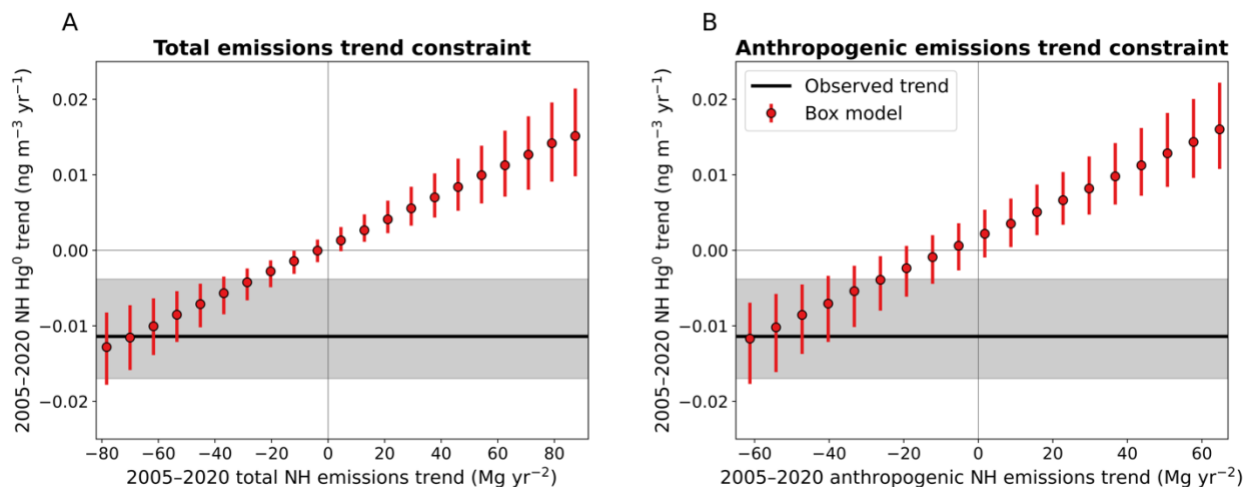 A
Total emissions trend constraint
2005–2020 NH Hg⁰ trend (ng m⁻³ yr⁻¹)
0.02
0.01
0.00
−0.01
−0.02
−80 −60 −40 −20 0 20 40 60 80
2005–2020 total NH emissions trend (Mg yr⁻²)
B
Anthropogenic emissions trend constraint
Observed trend
Box model
2005–2020 NH Hg⁰ trend (ng m⁻³ yr⁻¹)
0.02
0.01
0.00
−0.01
−0.02
−60 −40 −20 0 20 40 60
2005–2020 anthropogenic NH emissions trend (Mg yr⁻²)